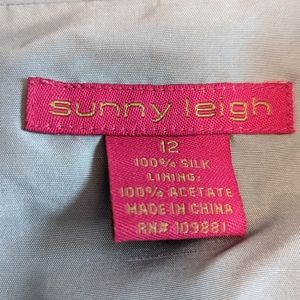 sunny leigh
12
100% SILK
LINING:
100% ACETATE
MADE IN CHINA
RN# 109881